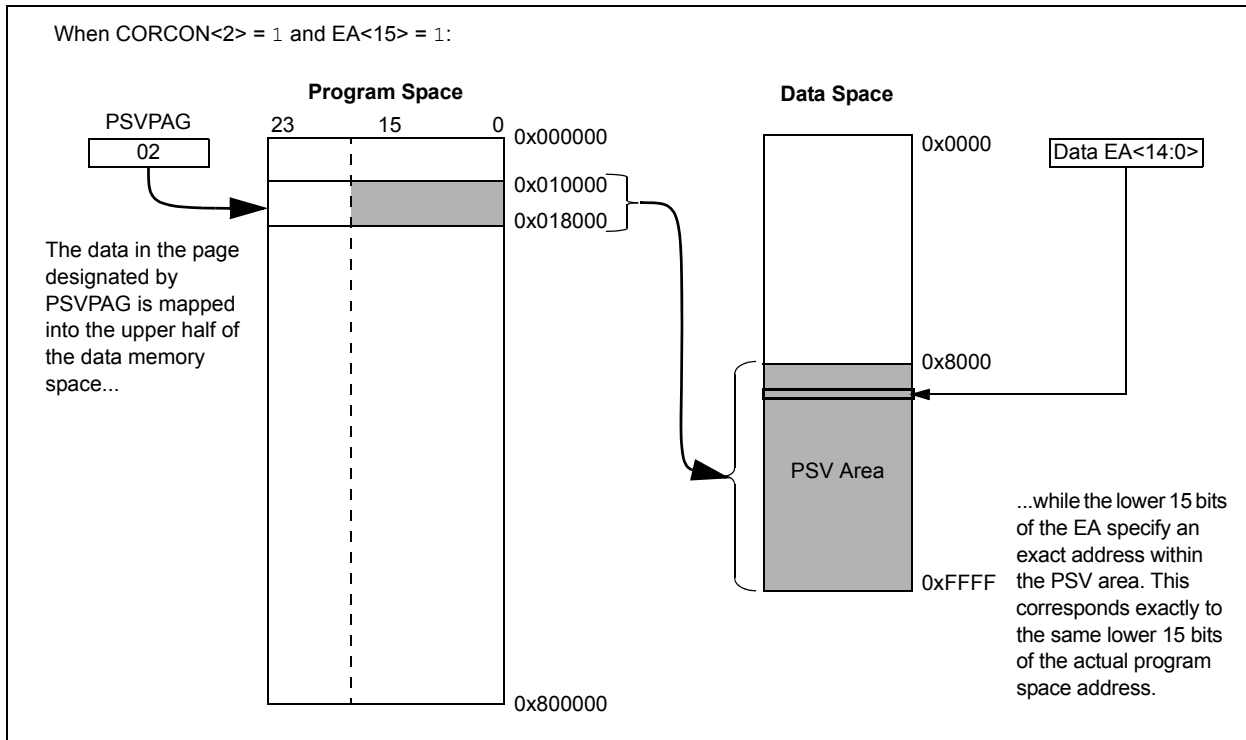 When CORCON<2> = 1 and EA<15> = 1:
Program Space
Data Space
PSVPAG
02
23 15 0
0x000000
0x010000
0x018000
0x800000
The data in the page
designated by
PSVPAG is mapped
into the upper half of
the data memory
space...
0x0000
0x8000
0xFFFF
PSV Area
Data EA<14:0>
...while the lower 15 bits
of the EA specify an
exact address within
the PSV area. This
corresponds exactly to
the same lower 15 bits
of the actual program
space address.